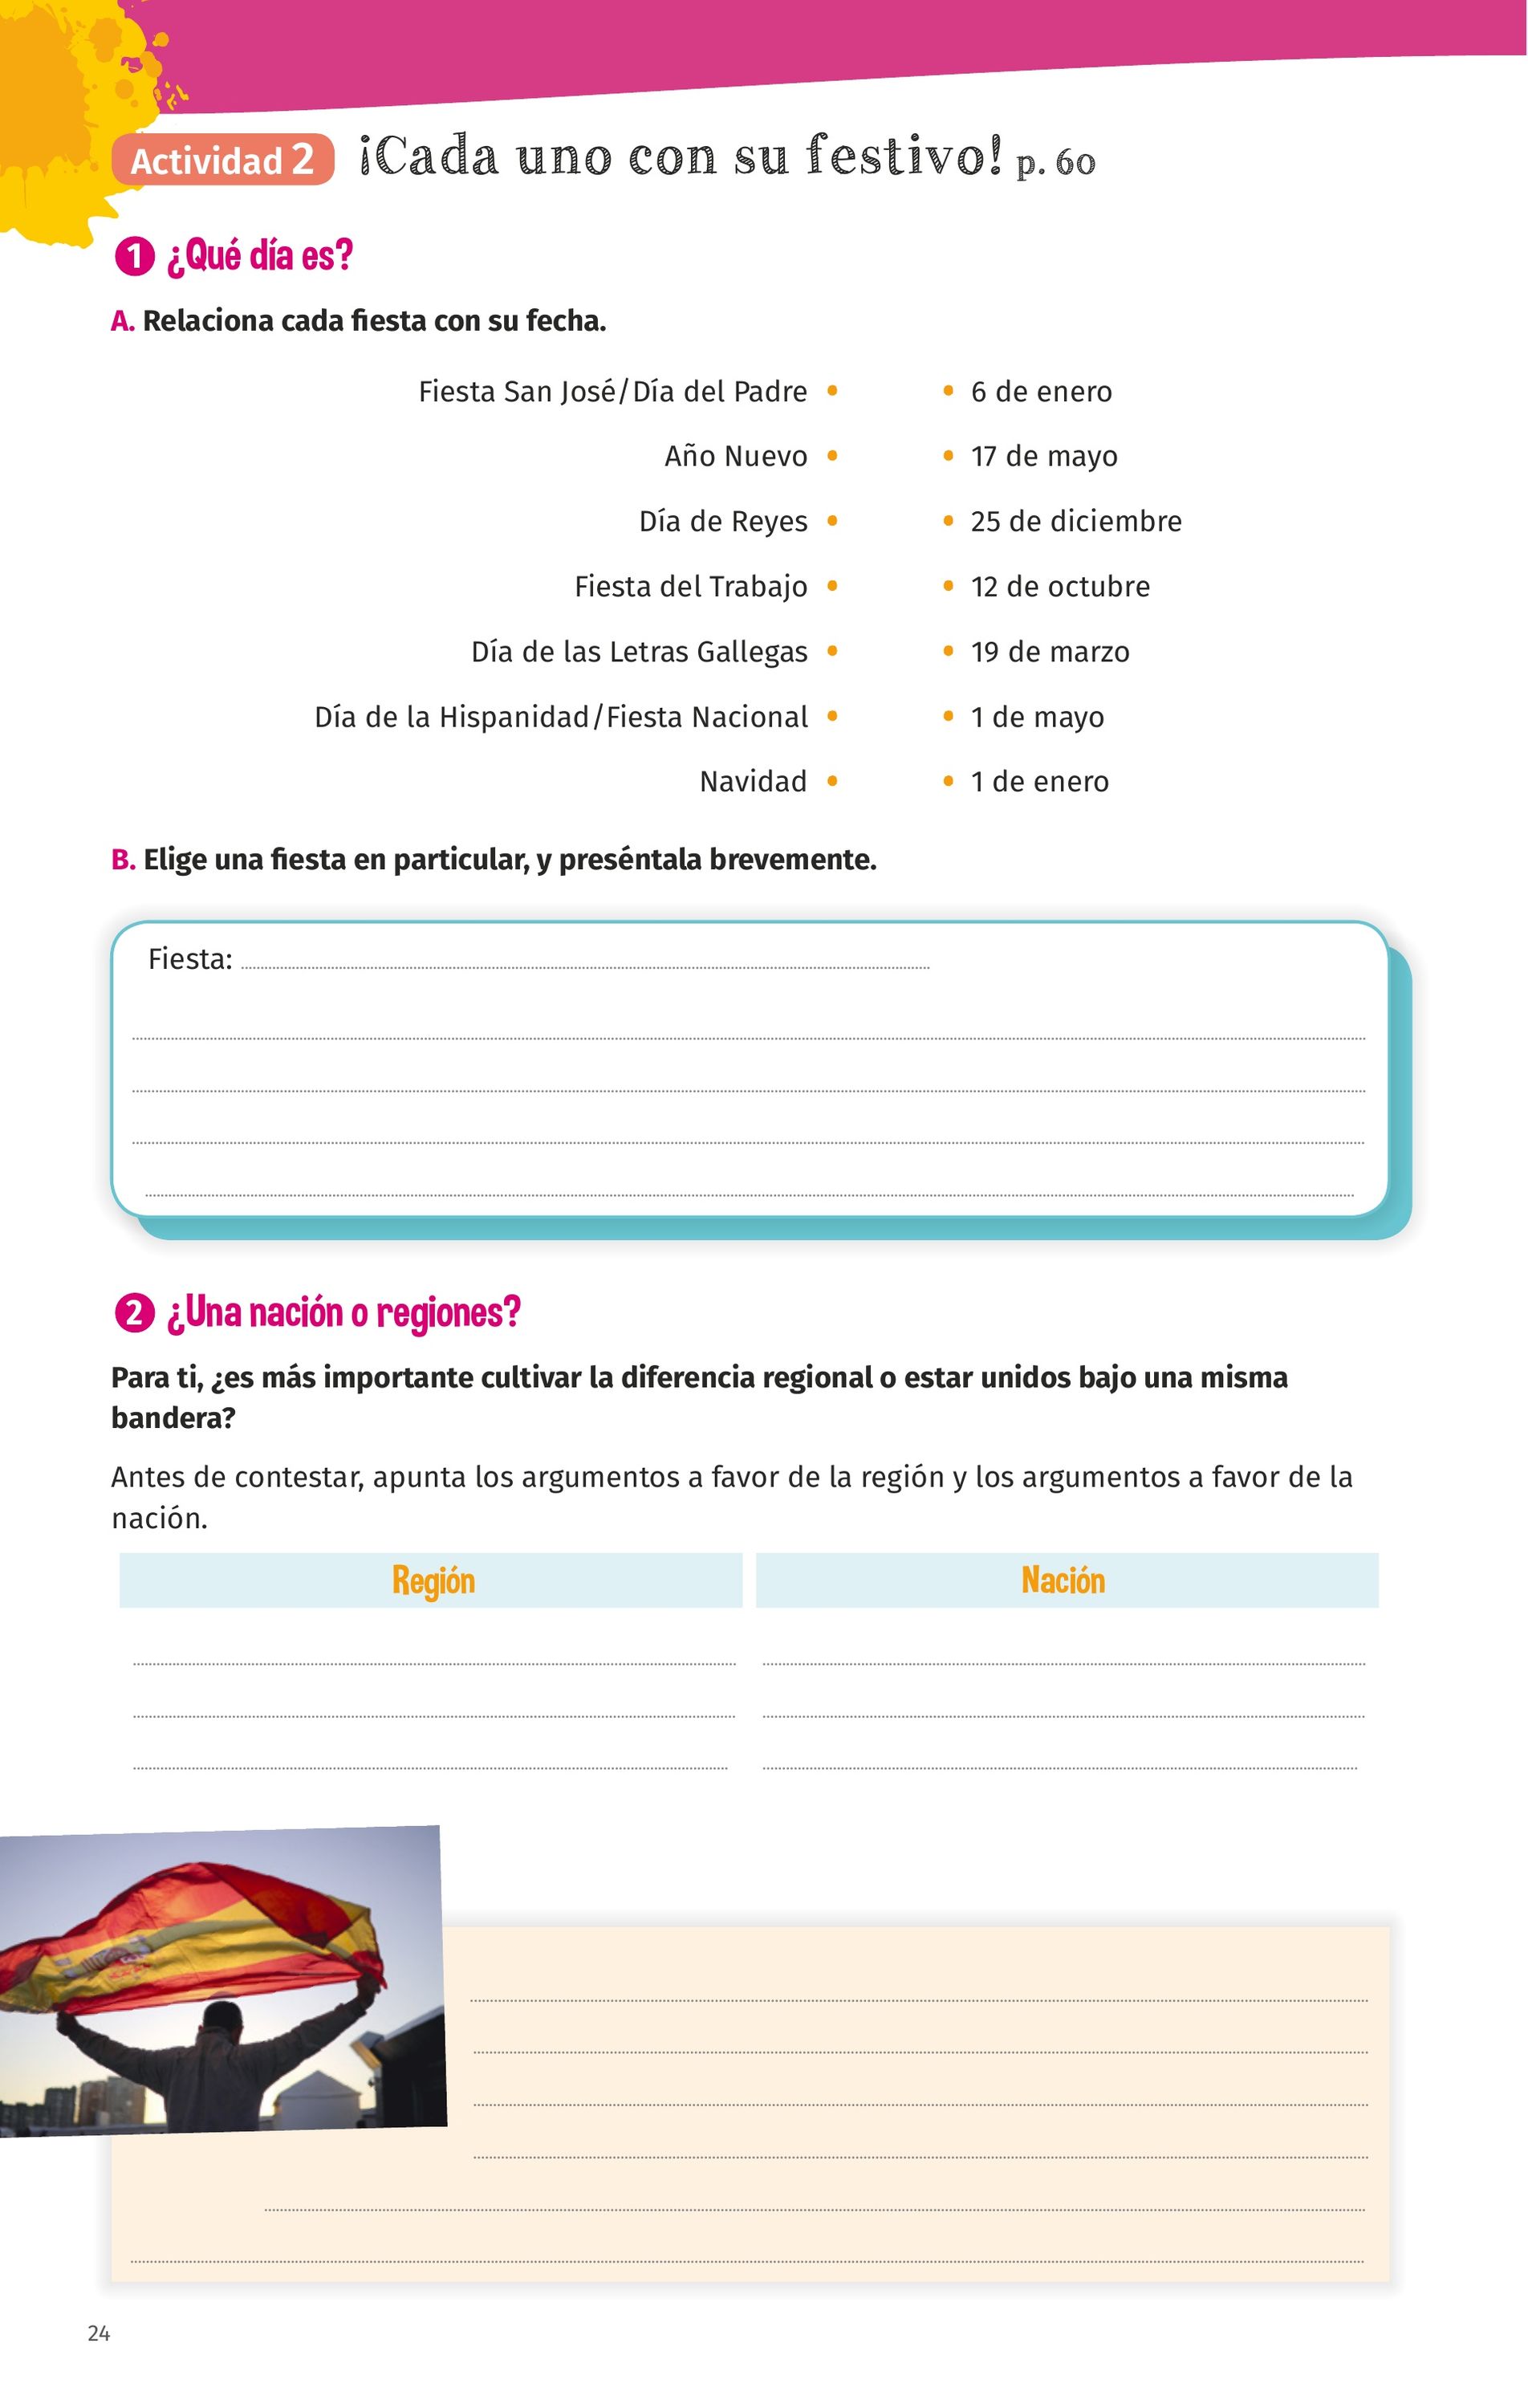 Actividad 2 ¡Cada uno con su festivo! p. 60
1 ¿Qué día es?
A. Relaciona cada fiesta con su fecha.
Fiesta San José/Día del Padre • • 6 de enero
Año Nuevo • • 17 de mayo
Día de Reyes • • 25 de diciembre
Fiesta del Trabajo • • 12 de octubre
Día de las Letras Gallegas • • 19 de marzo
Día de la Hispanidad/Fiesta Nacional • • 1 de mayo
Navidad • • 1 de enero
B. Elige una fiesta en particular, y preséntala brevemente.
Fiesta:
2 ¿Una nación o regiones?
Para ti, ¿es más importante cultivar la diferencia regional o estar unidos bajo una misma
bandera?
Antes de contestar, apunta los argumentos a favor de la región y los argumentos a favor de la
nación.
Región Nación
24